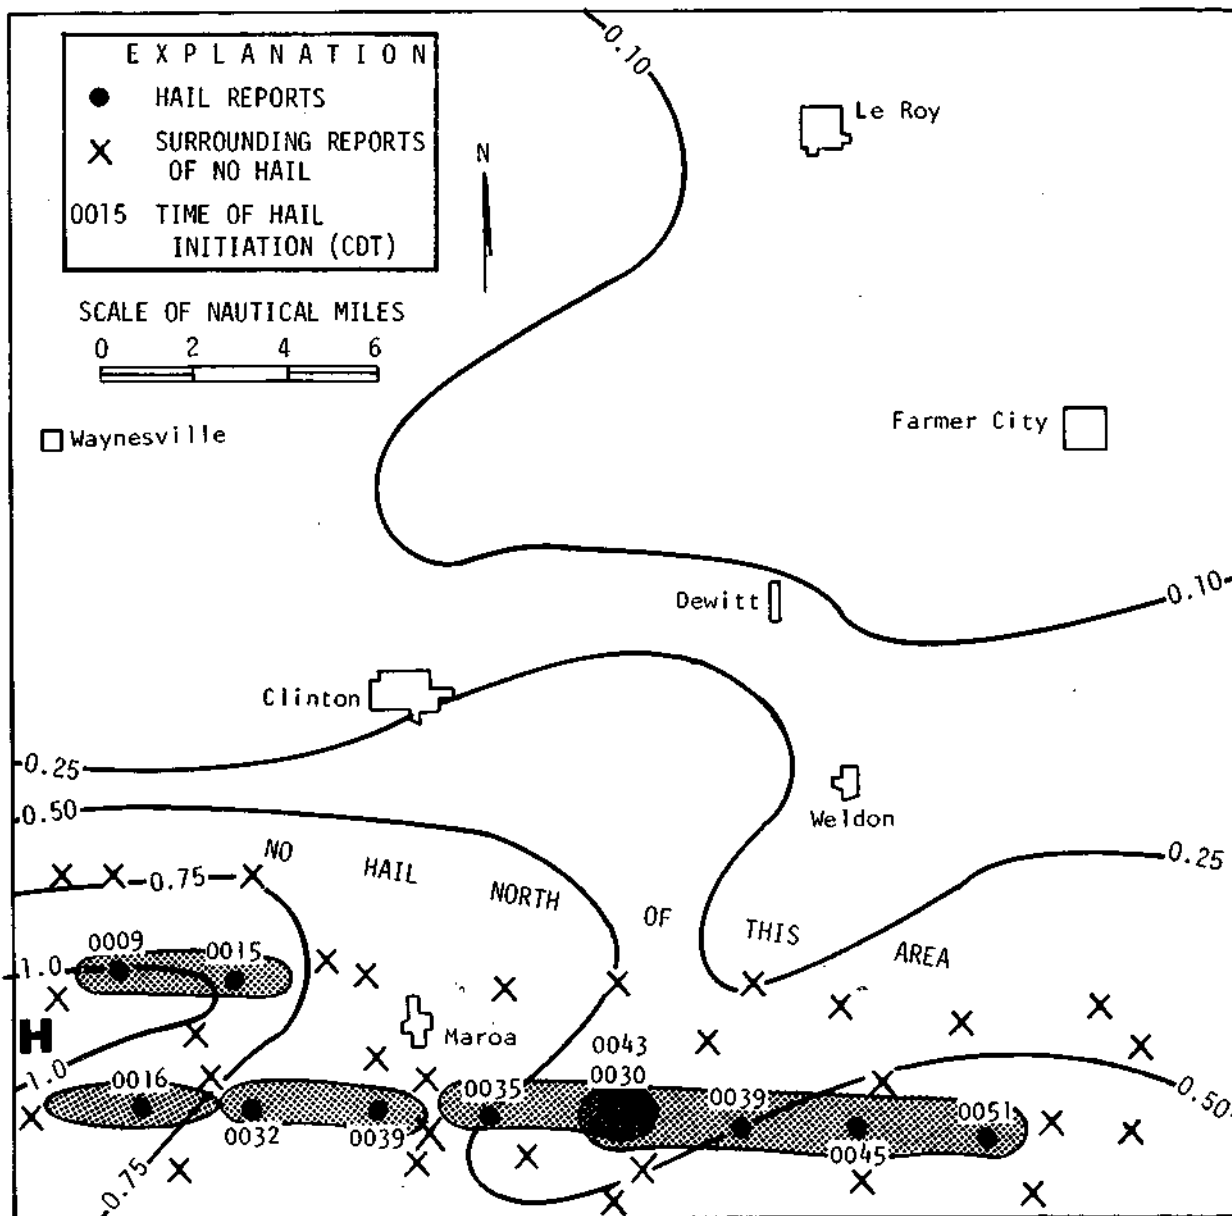 EXPLANATION
HAIL REPORTS
SURROUNDING REPORTS
OF NO HAIL
0015 TIME OF HAIL
INITIATION (CDT)
N
SCALE OF NAUTICAL MILES
0 2 4 6
0.10
Le Roy
Waynesville
Farmer City
Dewitt
0.10
Clinton
0.25
0.50
Weldon
0.25
NO HAIL NORTH OF THIS AREA
0.75
0009
0015
1.0
H
Maroa
1.0
0016
0032
0039
0035
0043
0030
0039
0045
0051
0.50
0.75